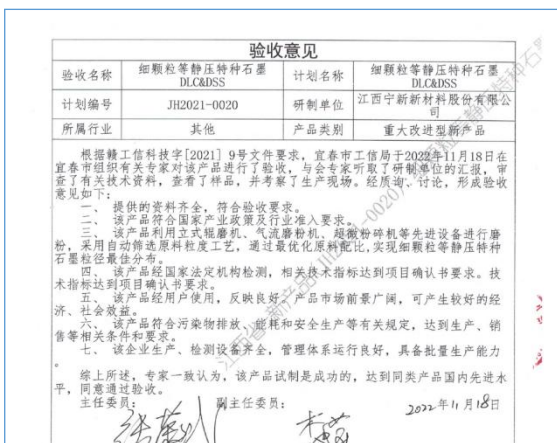 验收意见
验收名称 细颗粒等静压特种石墨 计划名称 细颗粒等静压特种石墨
DLC&DSS DLC&DSS
计划编号 JH2021-0020 研制单位 江西宁新新材料股份有限公
司
所属行业 其他 产品类别 重大改进型新产品
根据赣工信科技字[2021] 9号文件要求，宜春市工信局于2022年11月18日在
宜春市组织有关专家对该产品进行了验收，与会专家听取了研制单位的汇报，审
查了有关技术资料，查看了样品，并考察了生产现场。经质询、讨论，形成验收
意见如下：
一、 提供的资料齐全，符合验收要求。
二、 该产品符合国家产业政策及行业准入要求。
三、 该产品利用立式辊磨机、气流磨粉机、超微粉碎机等先进设备进行磨
粉，采用自动筛选原料粒度工艺，通过最优化原料配比，实现细颗粒等静压特种
石墨粒径最佳分布。
四、 该产品经国家法定机构检测，相关技术指标达到项目确认书要求。技
术指标达到项目确认书要求。
五、 该产品经用户使用，反映良好，产品市场前景广阔，可产生较好的经
济、社会效益。
六、 该产品符合污染物排放、能耗和安全生产等有关规定，达到生产、销
售等相关条件和要求。
七、 该企业生产、检测设备齐全，管理体系运行良好，具备批量生产能力
。
综上所述，专家一致认为，该产品试制是成功的，达到同类产品国内先进水
平，同意通过验收。
主任委员： 副主任委员： 2022年11月18日